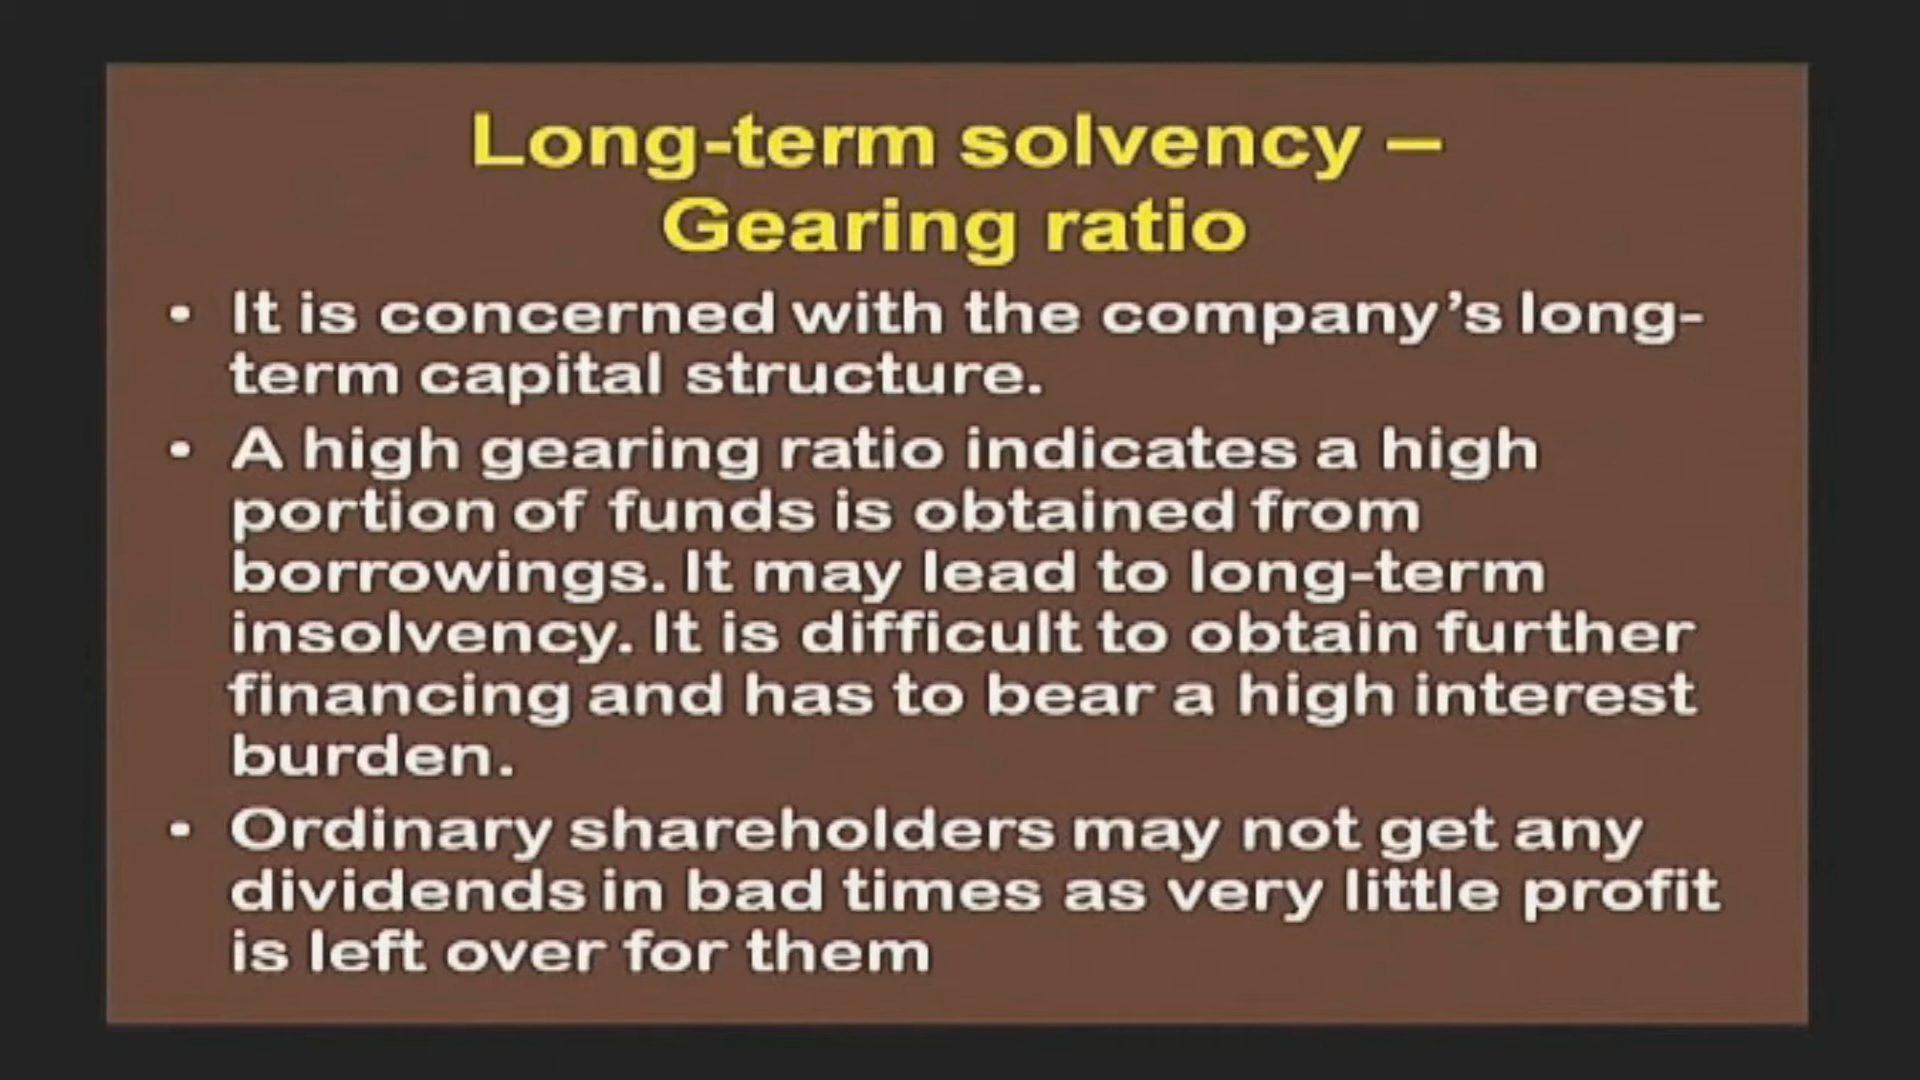 Long-term solvency –
Gearing ratio
• It is concerned with the company's long-
term capital structure.
• A high gearing ratio indicates a high
portion of funds is obtained from
borrowings. It may lead to long-term
insolvency. It is difficult to obtain further
financing and has to bear a high interest
burden.
• Ordinary shareholders may not get any
dividends in bad times as very little profit
is left over for them